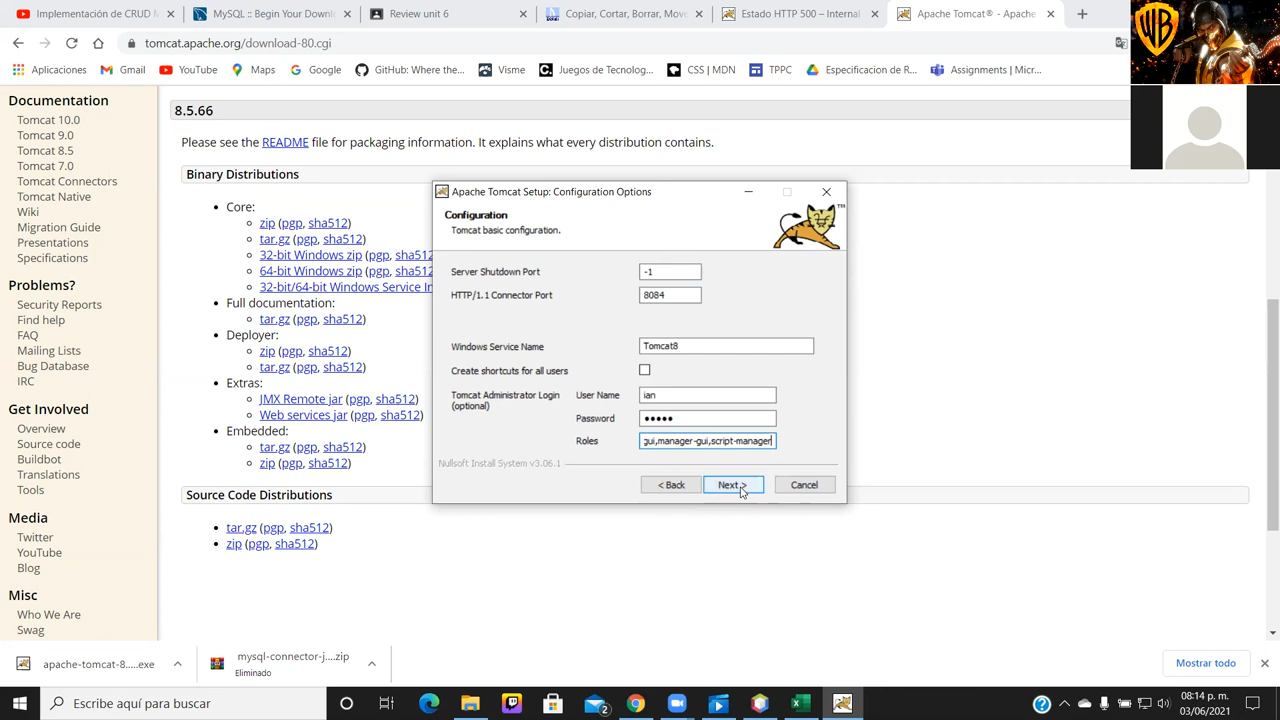 Implementación de CRUD M
MySQL :: Begin Your Downl
Review unit
Copiar, Cortar, Borrar, Move
Estado HTTP 500 – Internal
Apache Tomcat® - Apache
tomcat.apache.org/download-80.cgi
Aplicaciones
Gmail
YouTube
Maps
Google
GitHub: Where the...
Visme
Juegos de Tecnolog...
CSS | MDN
TPPC
Especificacion de R...
Assignments | Micr...
WB
Documentation
Tomcat 10.0
Tomcat 9.0
Tomcat 8.5
Tomcat 7.0
Tomcat Connectors
Tomcat Native
Wiki
Migration Guide
Presentations
Specifications
Problems?
Security Reports
Find help
FAQ
Mailing Lists
Bug Database
IRC
Get Involved
Overview
Source code
Buildbot
Translations
Tools
Media
Twitter
YouTube
Blog
Misc
Who We Are
Swag
8.5.66
Please see the README file for packaging information. It explains what every distribution contains.
Binary Distributions
Core:
zip (pgp, sha512)
tar.gz (pgp, sha512)
32-bit Windows zip (pgp, sha512
64-bit Windows zip (pgp, sha512
32-bit/64-bit Windows Service In
Full documentation:
tar.gz (pgp, sha512)
Deployer:
zip (pgp, sha512)
tar.gz (pgp, sha512)
Extras:
JMX Remote jar (pgp, sha512)
Web services jar (pgp, sha512)
Embedded:
tar.gz (pgp, sha512)
zip (pgp, sha512)
Source Code Distributions
tar.gz (pgp, sha512)
zip (pgp, sha512)
Apache Tomcat Setup: Configuration Options
Configuration
Tomcat basic configuration.
TM
Server Shutdown Port
-1
HTTP/1.1 Connector Port
8084
Windows Service Name
Tomcat8
Create shortcuts for all users
Tomcat Administrator Login
(optional)
User Name
ian
Password
•••••
Roles
gui,manager-gui,script-manager
Nullsoft Install System v3.06.1
< Back
Next >
Cancel
apache-tomcat-8.....exe
mysql-connector-j....zip
Eliminado
Mostrar todo
Escribe aquí para buscar
2
08:14 p. m.
03/06/2021